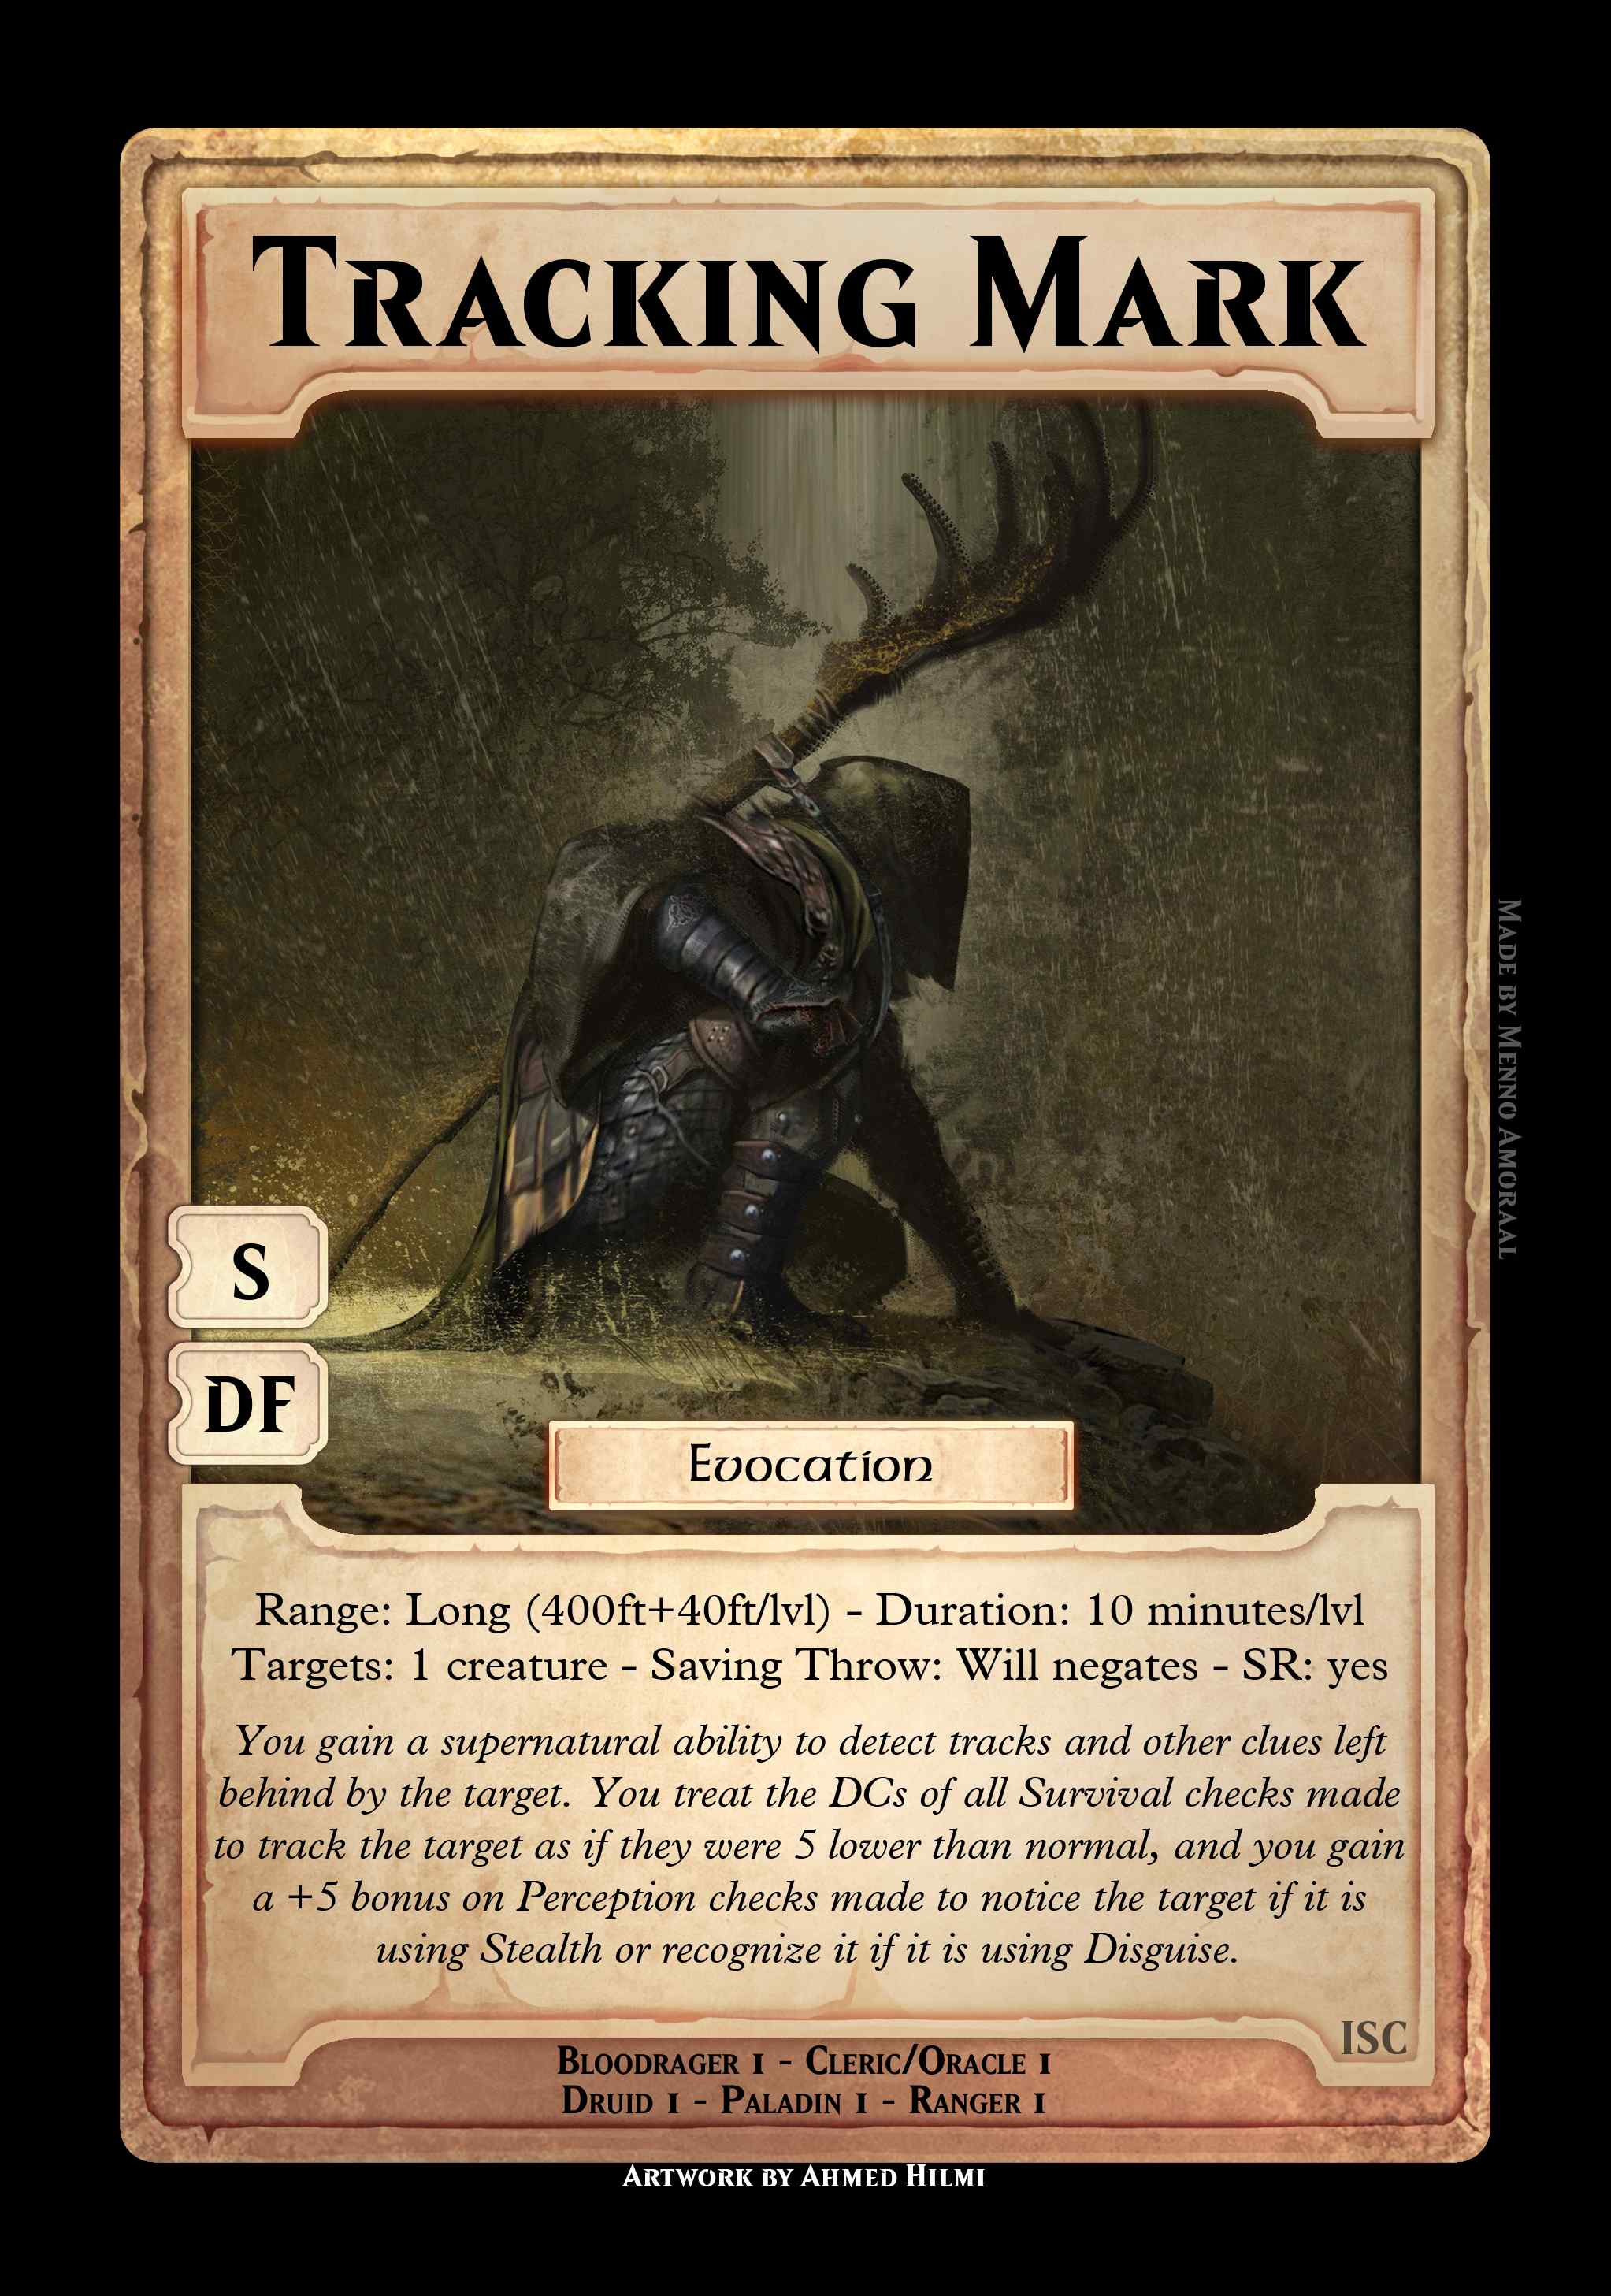 Tracking Mark
S
DF
Evocation
Range: Long (400ft+40ft/lvl) - Duration: 10 minutes/lvl
Targets: 1 creature - Saving Throw: Will negates - SR: yes
You gain a supernatural ability to detect tracks and other clues left
behind by the target. You treat the DCs of all Survival checks made
to track the target as if they were 5 lower than normal, and you gain
a +5 bonus on Perception checks made to notice the target if it is
using Stealth or recognize it if it is using Disguise.
ISC
Bloodrager 1 - Cleric/Oracle 1
Druid 1 - Paladin 1 - Ranger 1
Artwork by Ahmed Hilmi
Made by Menno Amoraal